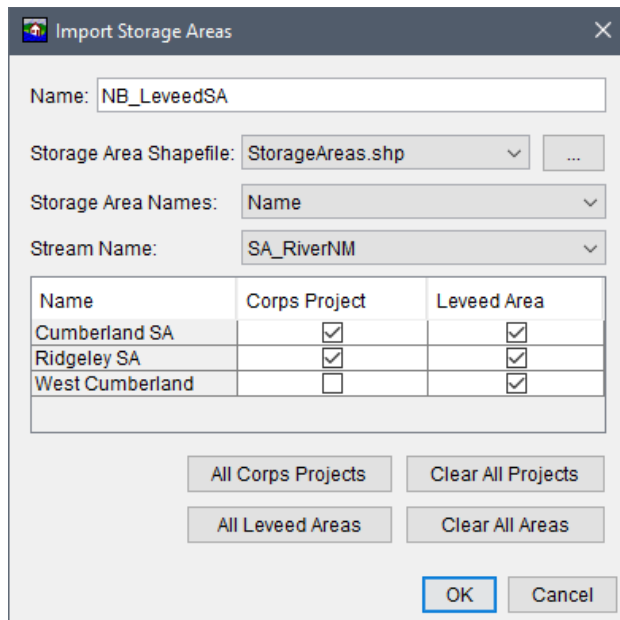 Import Storage Areas
Name: NB_LeveedSA
Storage Area Shapefile: StorageAreas.shp ...
Storage Area Names: Name
Stream Name: SA_RiverNM
Name Corps Project Leveed Area
Cumberland SA
Ridgeley SA
West Cumberland
All Corps Projects Clear All Projects
All Leveed Areas Clear All Areas
OK Cancel